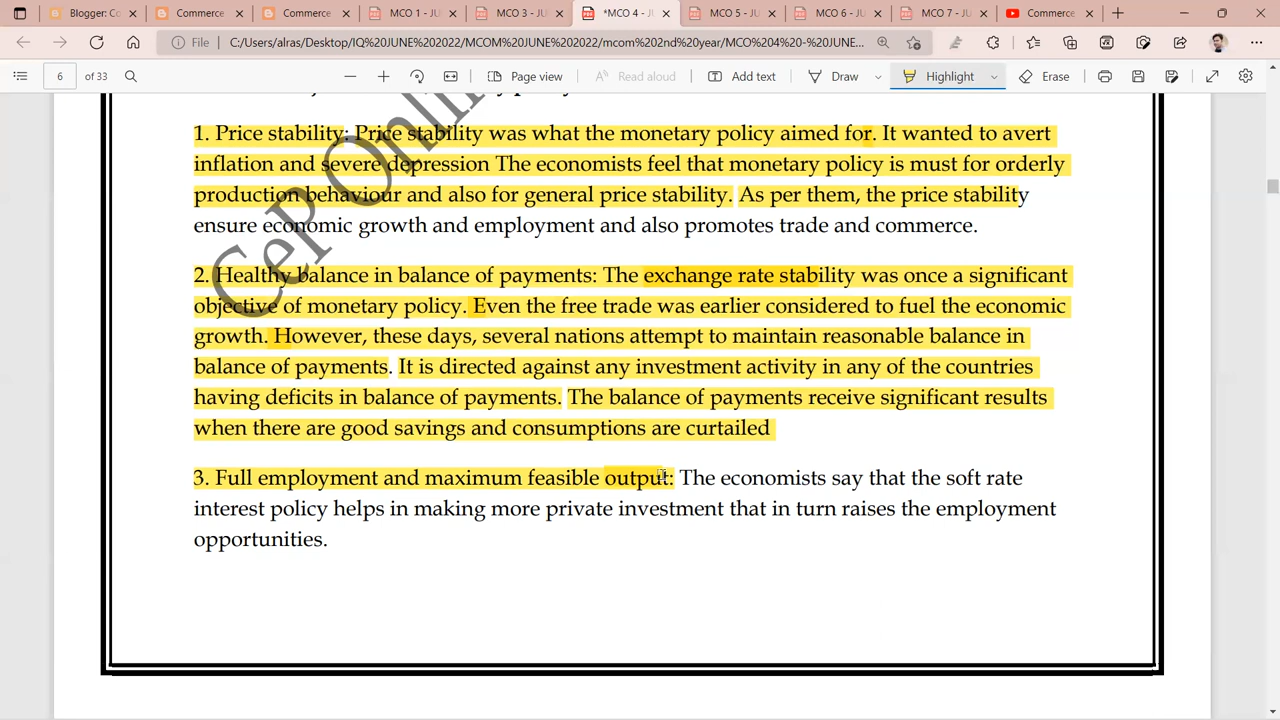 Blogger: Co
Commerce
Commerce
MCO 1 - JU
MCO 3 - JU
*MCO 4 - JU
MCO 5 - JU
MCO 6 - JU
MCO 7 - JU
Commerce
File
C:/Users/alras/Desktop/IQ%20JUNE%202022/MCOM%20JUNE%202022/mcom%202nd%20year/MCO%204%20-%20JUNE...
6 of 33
Page view
Read aloud
Add text
Draw
Highlight
Erase
1. Price stability: Price stability was what the monetary policy aimed for. It wanted to avert
inflation and severe depression The economists feel that monetary policy is must for orderly
production behaviour and also for general price stability. As per them, the price stability
ensure economic growth and employment and also promotes trade and commerce.
2. Healthy balance in balance of payments: The exchange rate stability was once a significant
objective of monetary policy. Even the free trade was earlier considered to fuel the economic
growth. However, these days, several nations attempt to maintain reasonable balance in
balance of payments. It is directed against any investment activity in any of the countries
having deficits in balance of payments. The balance of payments receive significant results
when there are good savings and consumptions are curtailed
3. Full employment and maximum feasible output: The economists say that the soft rate
interest policy helps in making more private investment that in turn raises the employment
opportunities.
CeP Onlin